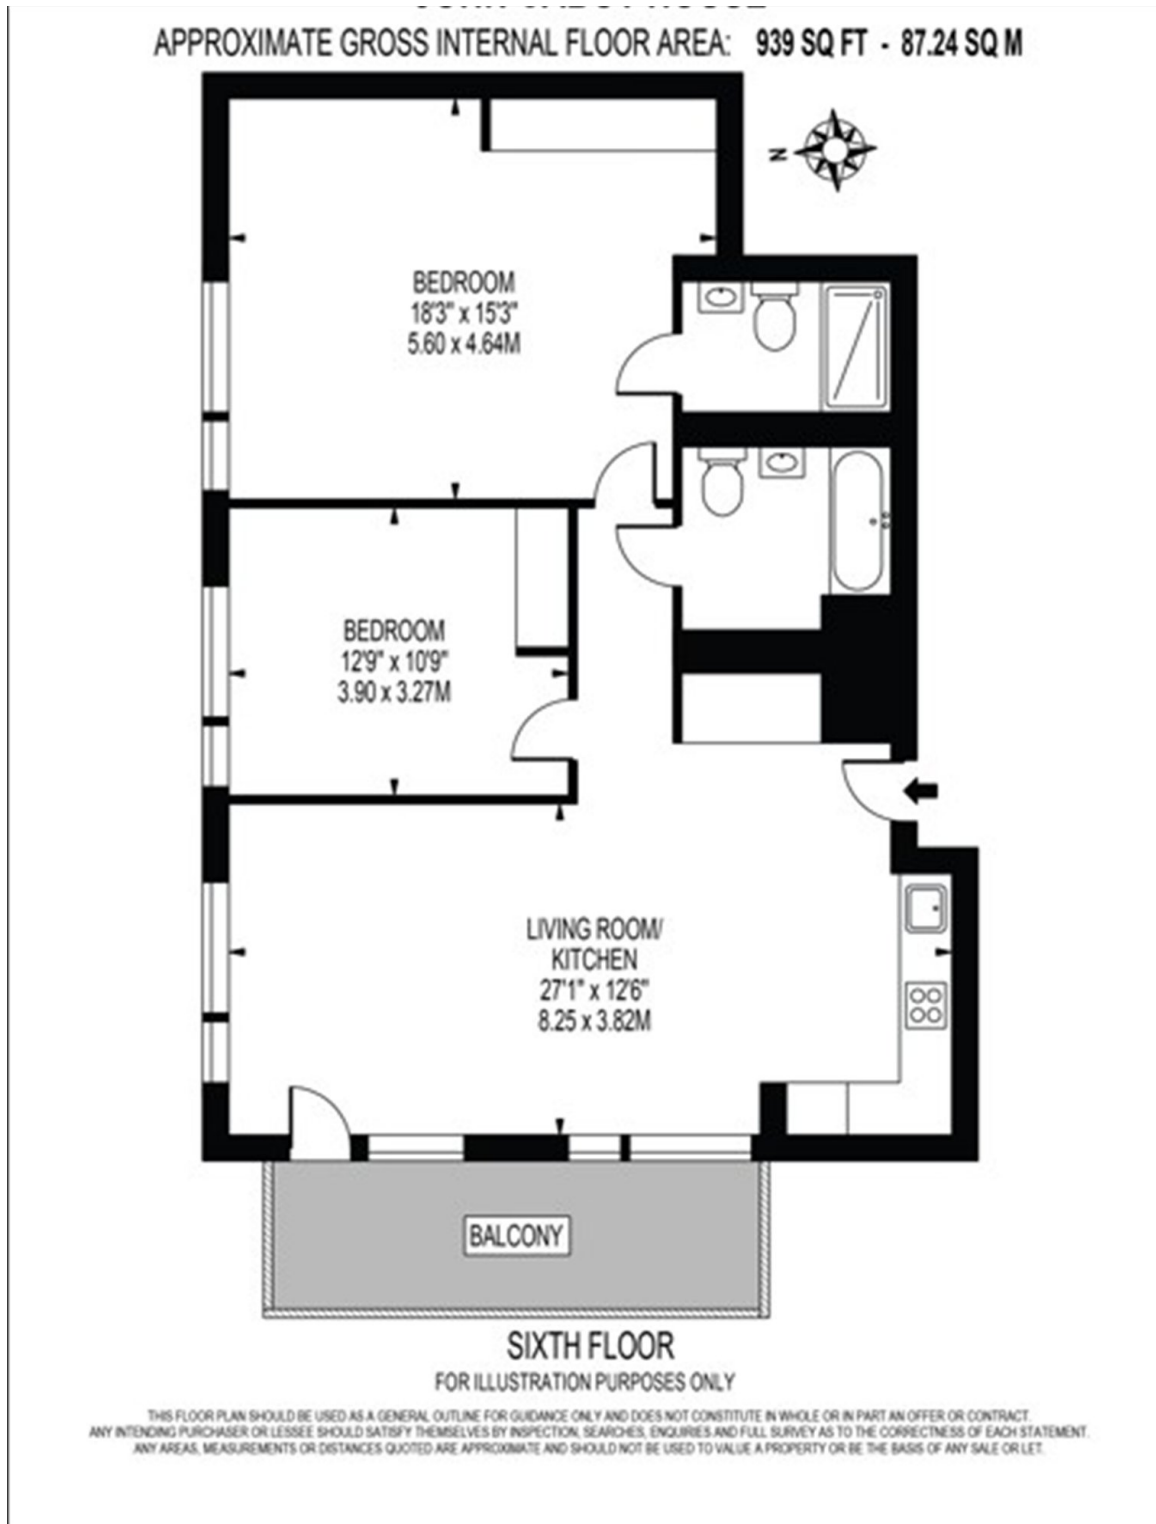 APPROXIMATE GROSS INTERNAL FLOOR AREA: 939 SQ FT - 87.24 SQ M
N
BEDROOM
18'3" x 15'3"
5.60 x 4.64M
BEDROOM
12'9" x 10'9"
3.90 x 3.27M
LIVING ROOM/
KITCHEN
27'1" x 12'6"
8.25 x 3.82M
BALCONY
SIXTH FLOOR
FOR ILLUSTRATION PURPOSES ONLY
THIS FLOOR PLAN SHOULD BE USED AS A GENERAL OUTLINE FOR GUIDANCE ONLY AND DOES NOT CONSTITUTE IN WHOLE OR IN PART AN OFFER OR CONTRACT.
ANY INTENDING PURCHASER OR LESSEE SHOULD SATISFY THEMSELVES BY INSPECTION, SEARCHES, ENQUIRIES AND FULL SURVEY AS TO THE CORRECTNESS OF EACH STATEMENT.
ANY AREAS, MEASUREMENTS OR DISTANCES QUOTED ARE APPROXIMATE AND SHOULD NOT BE USED TO VALUE A PROPERTY OR BE THE BASIS OF ANY SALE OR LET.